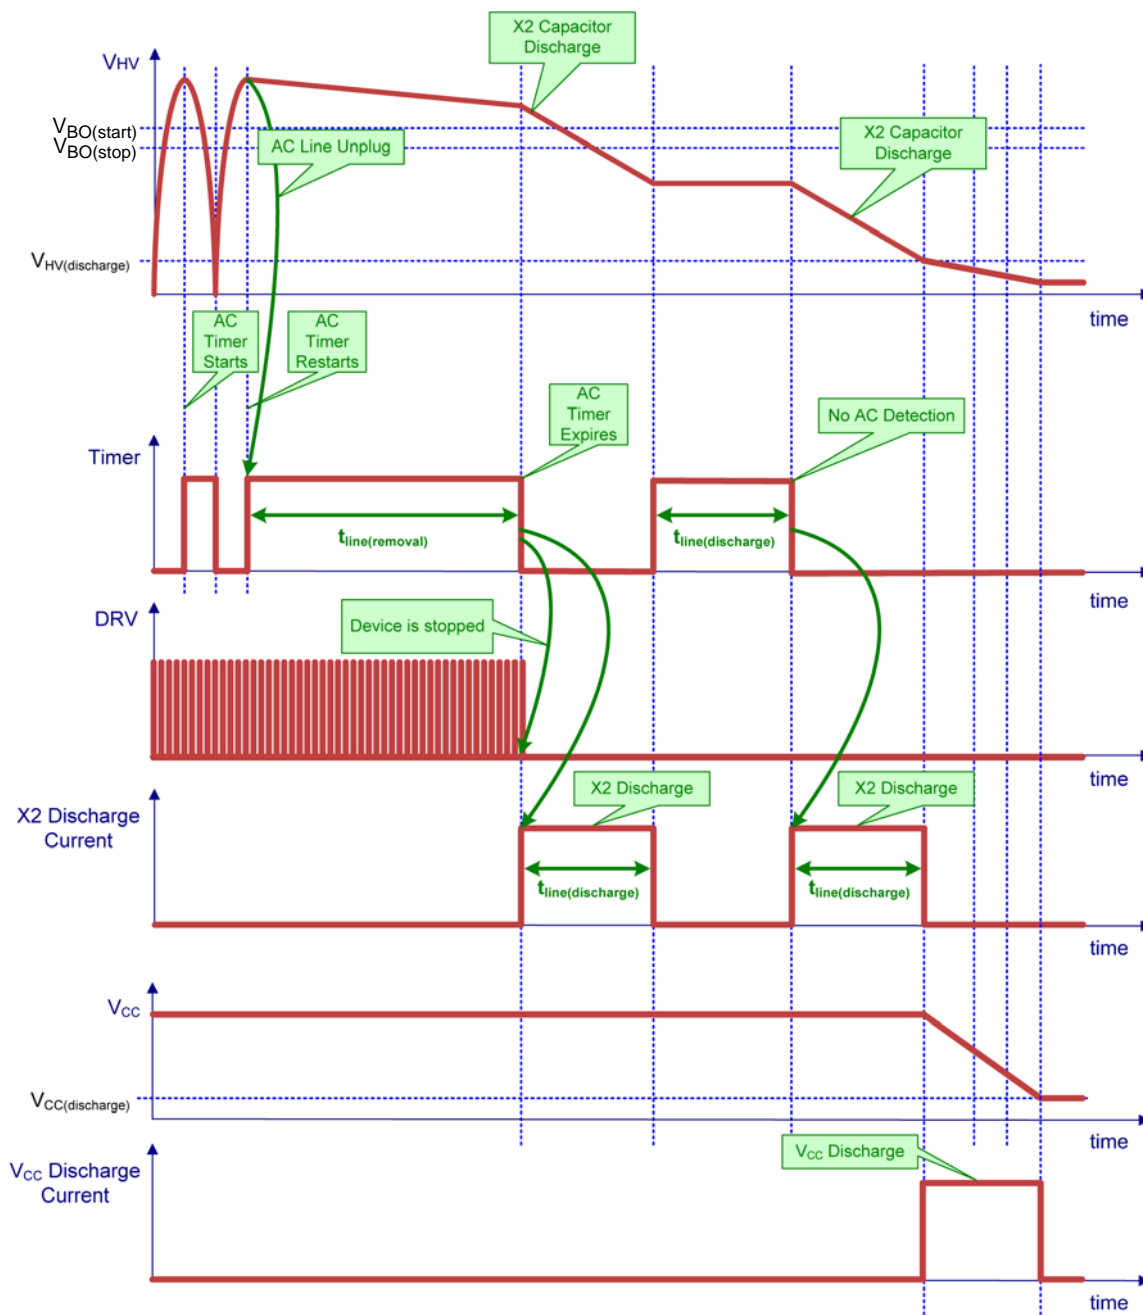 X2 Capacitor
Discharge
VHV
VBO(start)
VBO(stop)
AC Line Unplug
X2 Capacitor
Discharge
VHV(discharge)
time
AC
Timer
Starts
AC
Timer
Restarts
AC
Timer
Expires
No AC Detection
Timer
tline(removal)
tline(discharge)
time
DRV
Device is stopped
time
X2 Discharge
Current
X2 Discharge
X2 Discharge
tline(discharge)
tline(discharge)
time
VCC
VCC(discharge)
time
VCC Discharge
Current
VCC Discharge
time